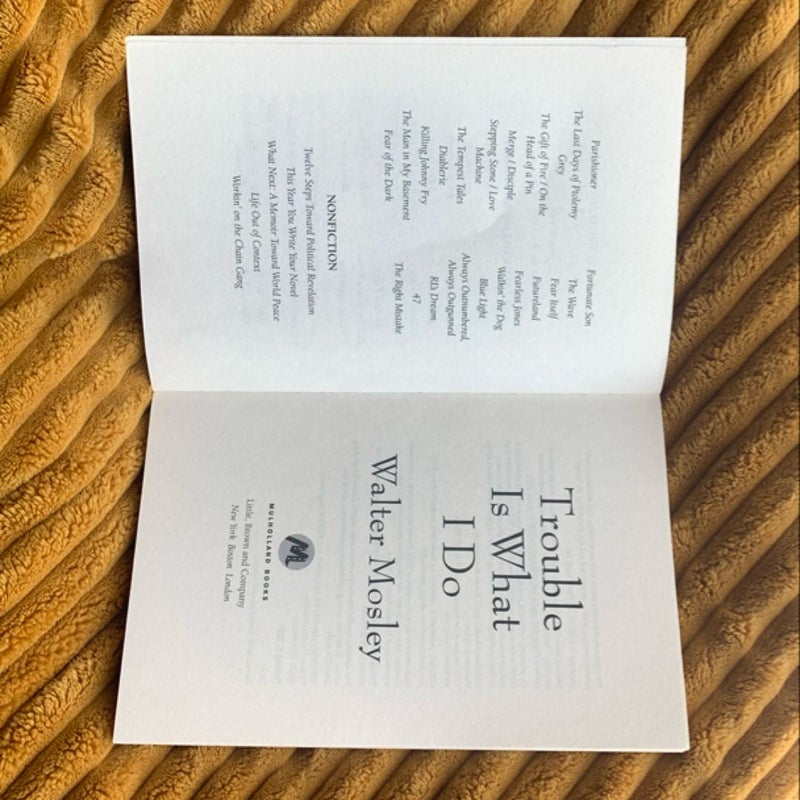 Parishioner
The Last Days of Ptolemy
Grey
The Gift of Fire / On the
Head of a Pin
Merge / Disciple
Stepping Stone / Love
Machine
The Tempest Tales
Diablerie
Killing Johnny Fry
The Man in My Basement
Fear of the Dark
Fortunate Son
The Wave
Fear Itself
Futureland
Fearless Jones
Walkin' the Dog
Blue Light
Always Outnumbered,
Always Outgunned
RL's Dream
47
The Right Mistake
NONFICTION
Twelve Steps Toward Political Revelation
This Year You Write Your Novel
What Next: A Memoir Toward World Peace
Life Out of Context
Workin' on the Chain Gang
Trouble
Is What
I Do
Walter Mosley
M
MULHOLLAND BOOKS
Little, Brown and Company
New York Boston London